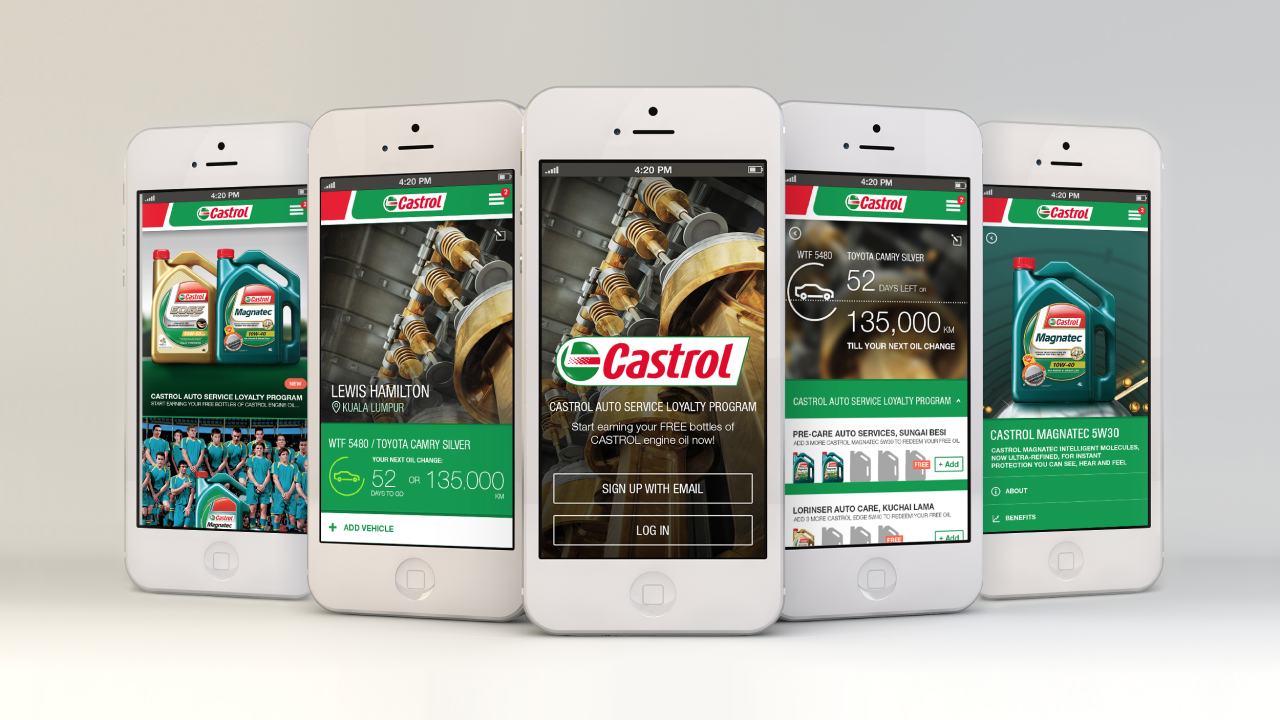 4:20 PM
Castrol
2
Castrol
EDGE
Castrol
Magnatec
10W-40
NEW
CASTROL AUTO SERVICE LOYALTY PROGRAM
START EARNING YOUR FREE BOTTLES OF CASTROL ENGINE OIL...
Castrol
Magnatec
4:20 PM
Castrol
2
LEWIS HAMILTON
KUALA LUMPUR
WTF 5480 / TOYOTA CAMRY SILVER
YOUR NEXT OIL CHANGE:
52 OR 135,000
DAYS TO GO
KM
+ ADD VEHICLE
4:20 PM
Castrol
CASTROL AUTO SERVICE LOYALTY PROGRAM
Start earning your FREE bottles of
CASTROL engine oil now!
SIGN UP WITH EMAIL
LOG IN
4:20 PM
Castrol
2
WTF 5480
TOYOTA CAMRY SILVER
52 DAYS LEFT OR
135,000 KM
TILL YOUR NEXT OIL CHANGE
CASTROL AUTO SERVICE LOYALTY PROGRAM
PRE-CARE AUTO SERVICES, SUNGAI BESI
ADD 3 MORE CASTROL MAGNATEC 5W30 TO REDEEM YOUR FREE OIL
FREE
+ Add
LORINSER AUTO CARE, KUCHAI LAMA
ADD 3 MORE CASTROL EDGE 5W40 TO REDEEM YOUR FREE OIL
FREE
+ Add
4:20 PM
Castrol
2
Castrol
Magnatec
10W-40
CASTROL MAGNATEC 5W30
CASTROL MAGNATEC INTELLIGENT MOLECULES,
NOW ULTRA-REFINED, FOR INSTANT
PROTECTION YOU CAN SEE, HEAR AND FEEL
ABOUT
BENEFITS